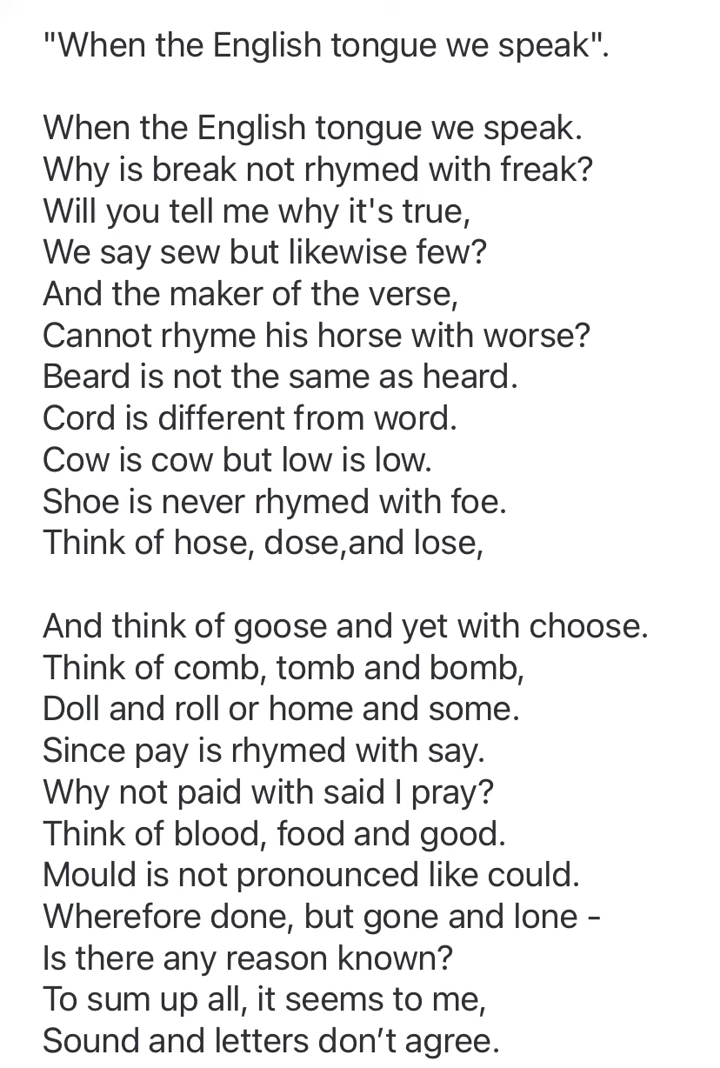 "When the English tongue we speak".
When the English tongue we speak.
Why is break not rhymed with freak?
Will you tell me why it's true,
We say sew but likewise few?
And the maker of the verse,
Cannot rhyme his horse with worse?
Beard is not the same as heard.
Cord is different from word.
Cow is cow but low is low.
Shoe is never rhymed with foe.
Think of hose, dose,and lose,
And think of goose and yet with choose.
Think of comb, tomb and bomb,
Doll and roll or home and some.
Since pay is rhymed with say.
Why not paid with said I pray?
Think of blood, food and good.
Mould is not pronounced like could.
Wherefore done, but gone and lone -
Is there any reason known?
To sum up all, it seems to me,
Sound and letters don’t agree.